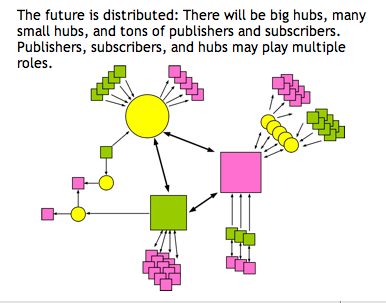 The future is distributed: There will be big hubs, many
small hubs, and tons of publishers and subscribers.
Publishers, subscribers, and hubs may play multiple
roles.